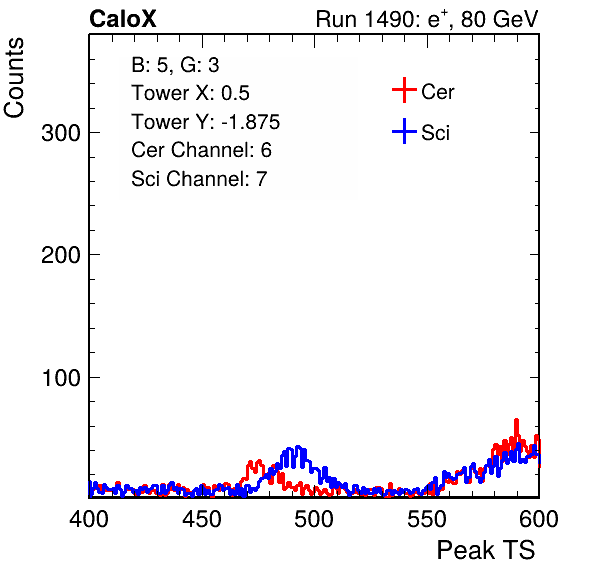 CaloX Run 1490: e⁺, 80 GeV
Counts
B: 5, G: 3
Tower X: 0.5
Tower Y: -1.875
Cer Channel: 6
Sci Channel: 7
Cer
Sci
300
200
100
400 450 500 550 600
Peak TS